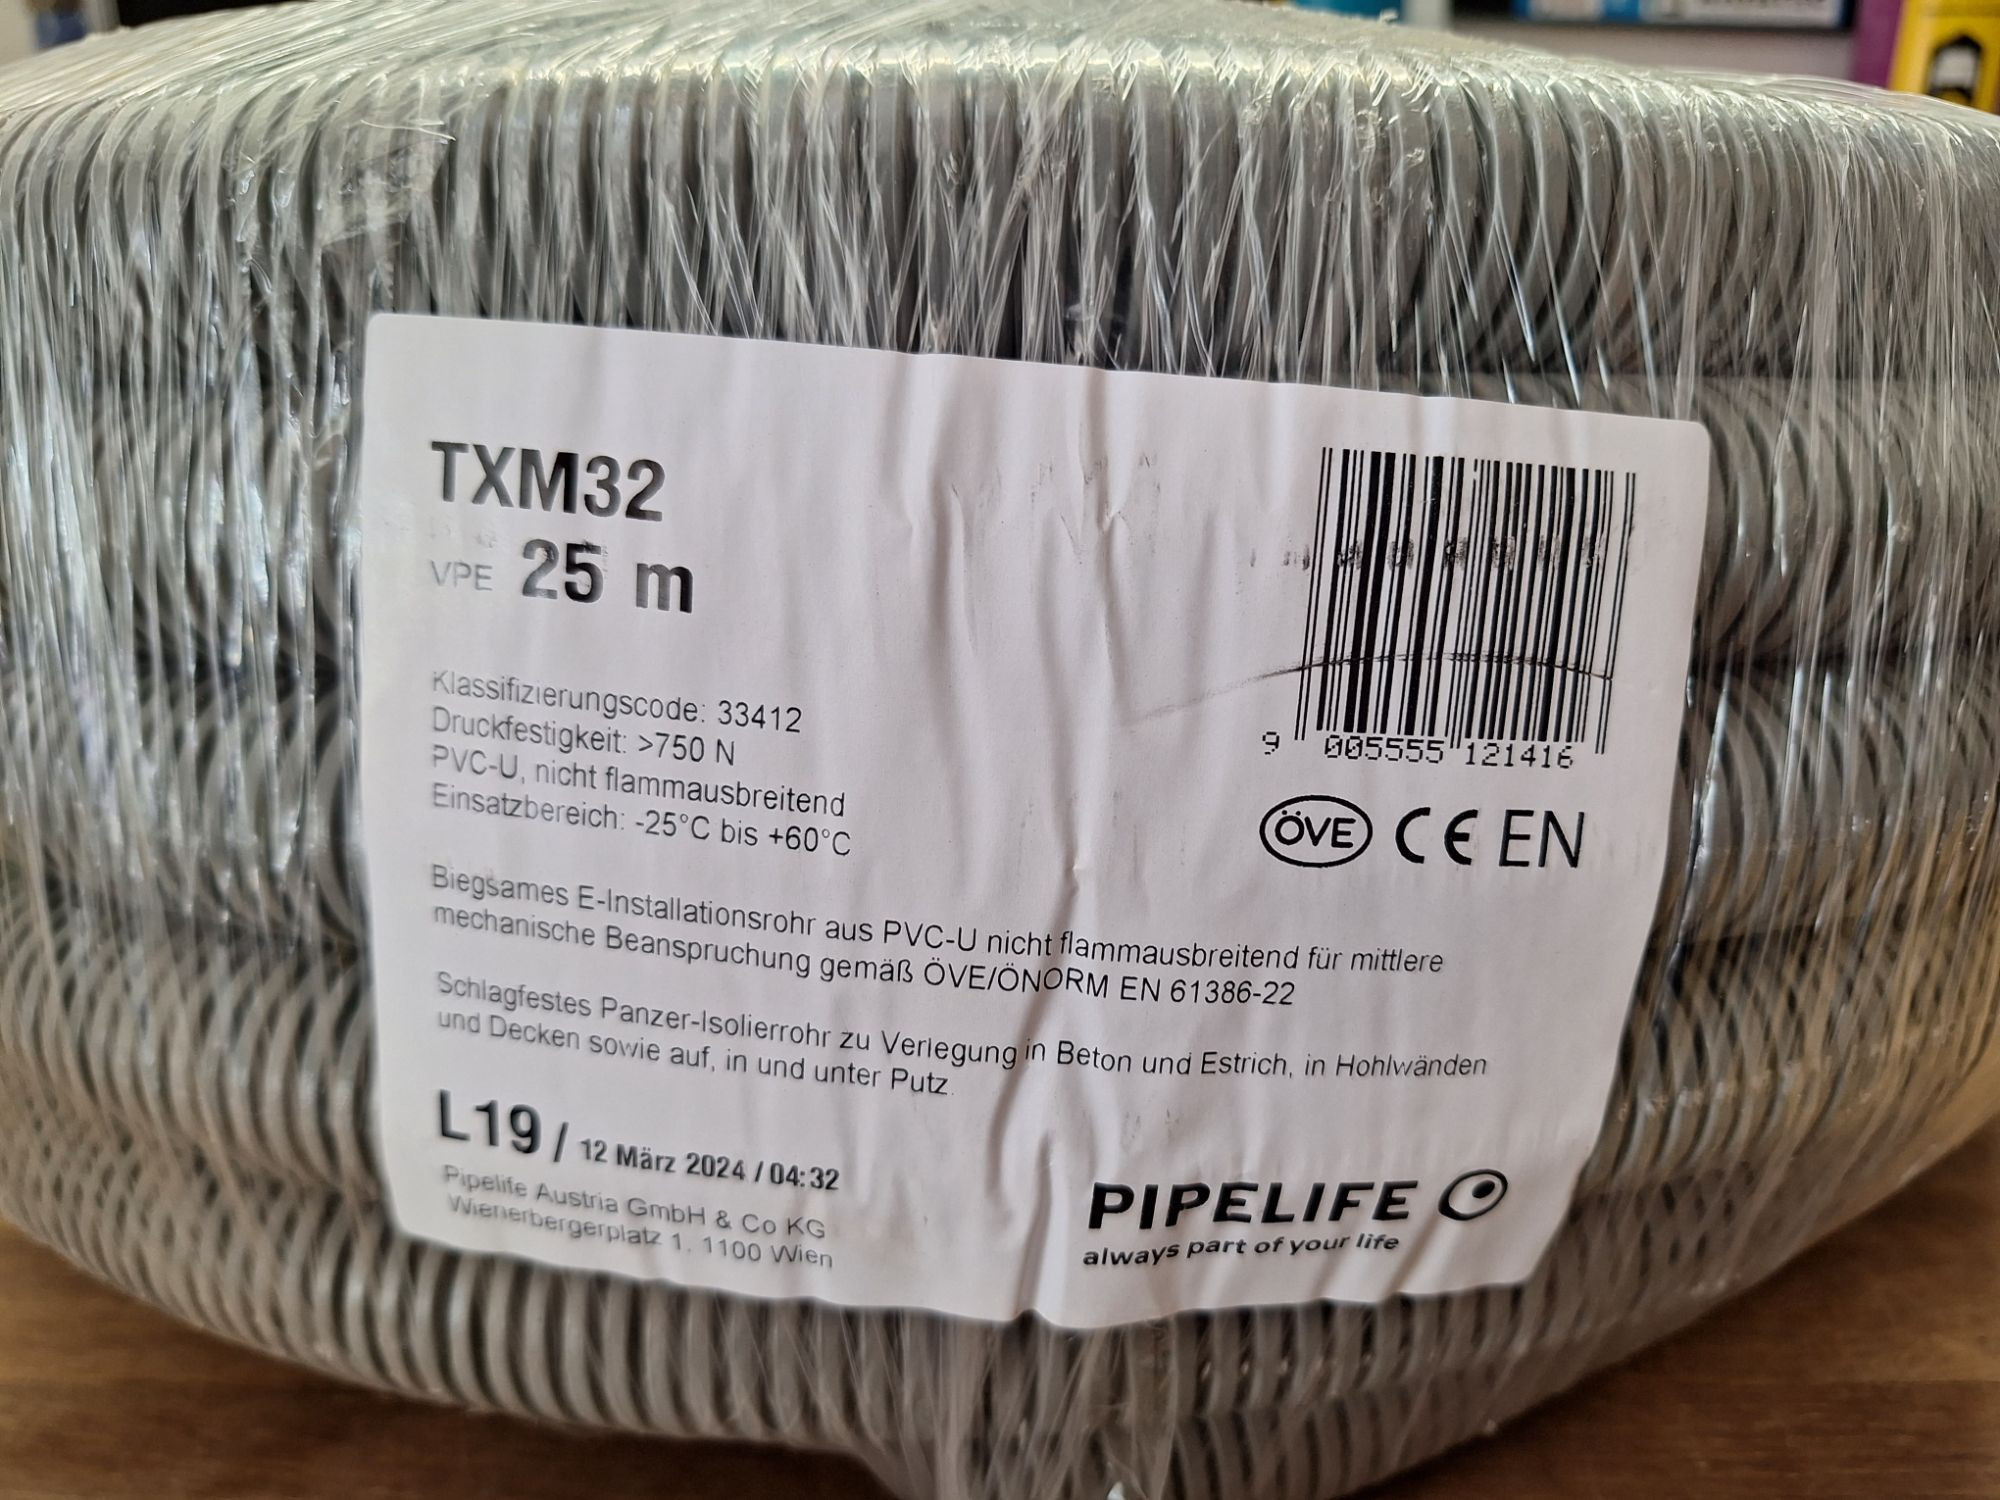 TXM32
VPE 25 m
Klassifizierungscode: 33412
Druckfestigkeit: >750 N
PVC-U, nicht flammausbreitend
Einsatzbereich: -25°C bis +60°C
9 005555 121416
ÖVE CE EN
Biegsames E-Installationsrohr aus PVC-U nicht flammausbreitend für mittlere
mechanische Beanspruchung gemäß ÖVE/ÖNORM EN 61386-22
Schlagfestes Panzer-Isolierrohr zu Verlegung in Beton und Estrich, in Hohlwänden
und Decken sowie auf, in und unter Putz.
L19 / 12 März 2024 / 04:32
Pipelife Austria GmbH & Co KG
Wienerbergerplatz 1, 1100 Wien
PIPELIFE
always part of your life